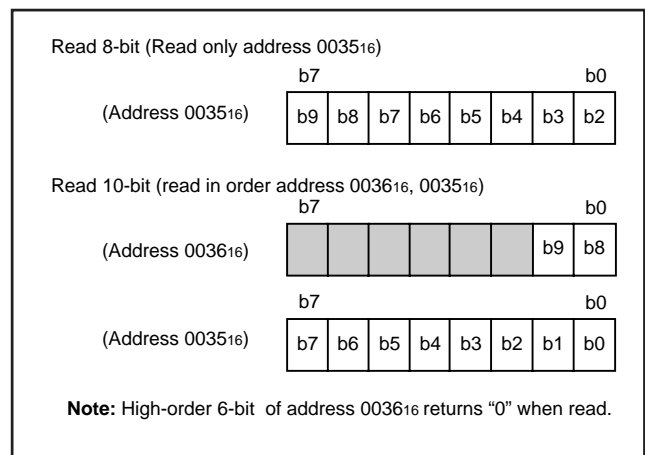 Read 8-bit (Read only address 003516)
b7 b0
(Address 003516) b9 b8 b7 b6 b5 b4 b3 b2
Read 10-bit (read in order address 003616, 003516)
b7 b0
(Address 003616) b9 b8
b7 b0
(Address 003516) b7 b6 b5 b4 b3 b2 b1 b0
Note: High-order 6-bit of address 003616 returns “0” when read.